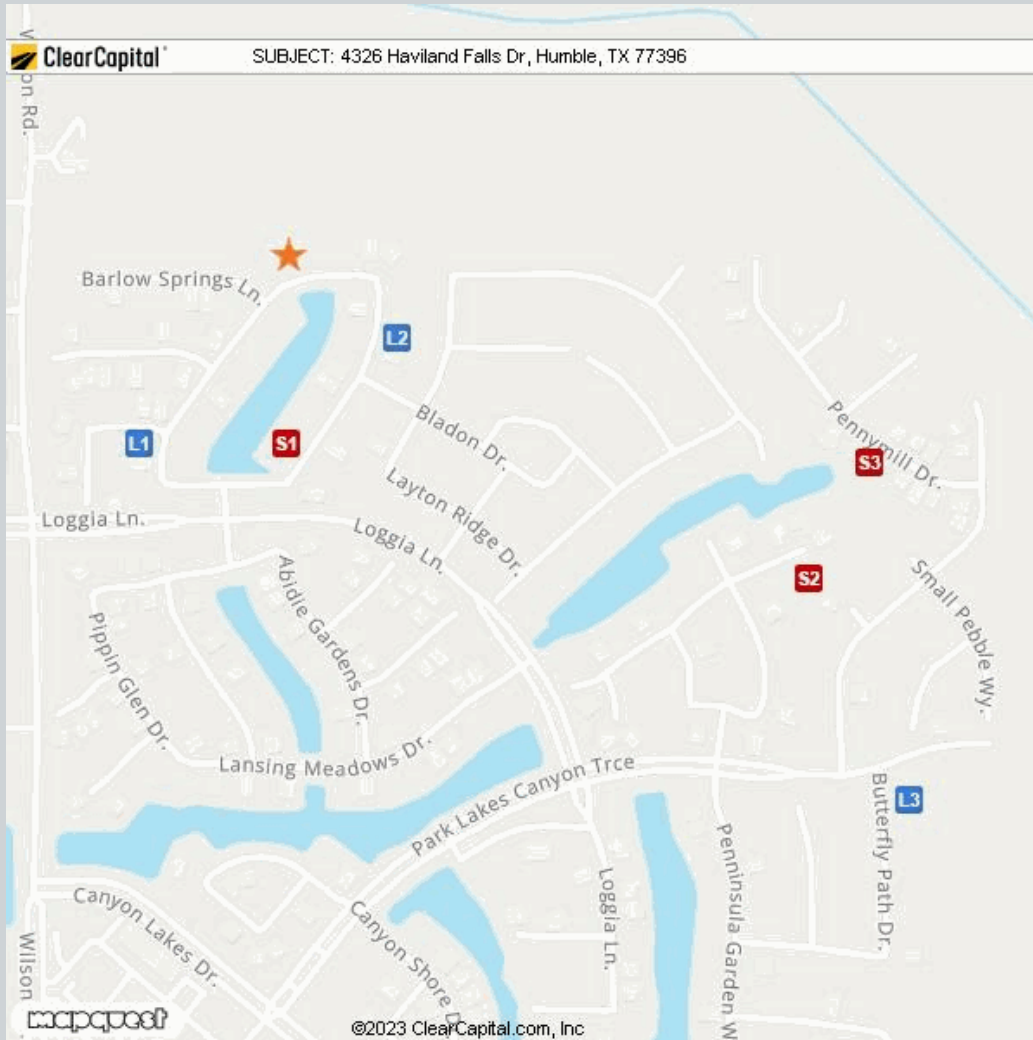 ClearCapital
SUBJECT: 4326 Haviland Falls Dr, Humble, TX 77396
on Rd.
Barlow Springs Ln.
L2
L1
S1
Bladon Dr.
Pennymill Dr.
S3
Layton Ridge Dr.
Loggia Ln.
Loggia Ln.
Abidie Gardens Dr.
S2
Small Pebble Wy.
Pippin Glen Dr.
Lansing Meadows Dr.
Park Lakes Canyon Trce
L3
Butterfly Path Dr.
Penninsula Garden W
Loggia Ln.
Canyon Lakes Dr.
Canyon Shore D
Wilson
mapquest
©2023 ClearCapital.com, Inc